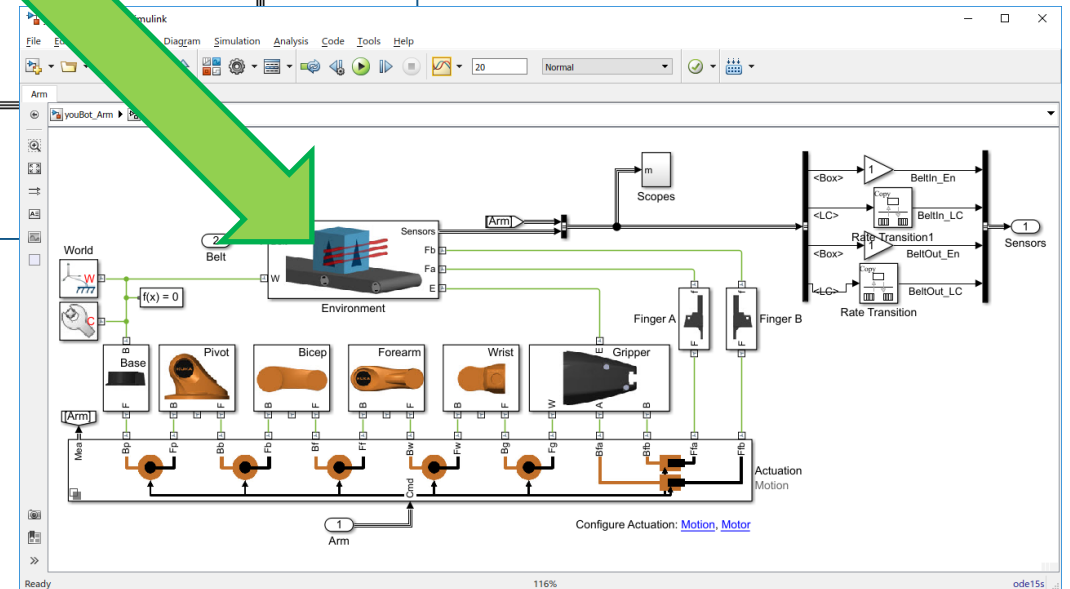 mulink
File
Diagram Simulation Analysis Code Tools Help
20 Normal
Arm
youBot_Arm
m
Scopes
[Arm]
<Box> 1 BeltIn_En
Copy
<LC> BeltIn_LC
Rate Transition1
<Box> 1 BeltOut_En
Copy
<LC> BeltOut_LC
Rate Transition
1
Sensors
2
Belt
Sensors
Fb
Fa
E
W
Environment
World
W
C
f(x) = 0
Finger A
f
F
Finger B
f
F
B
Base
F
Pivot
B F
Bicep
B F
Forearm
B F
Wrist
B F
E
Gripper
W A B
[Arm]
Mea
Bp Fp Bb Fb Bf Ff Bw Fw Bg Fg Bfa Bfb Ffa Ffb
Cmd
Actuation
Motion
1
Arm
Configure Actuation: Motion, Motor
Ready 116% ode15s